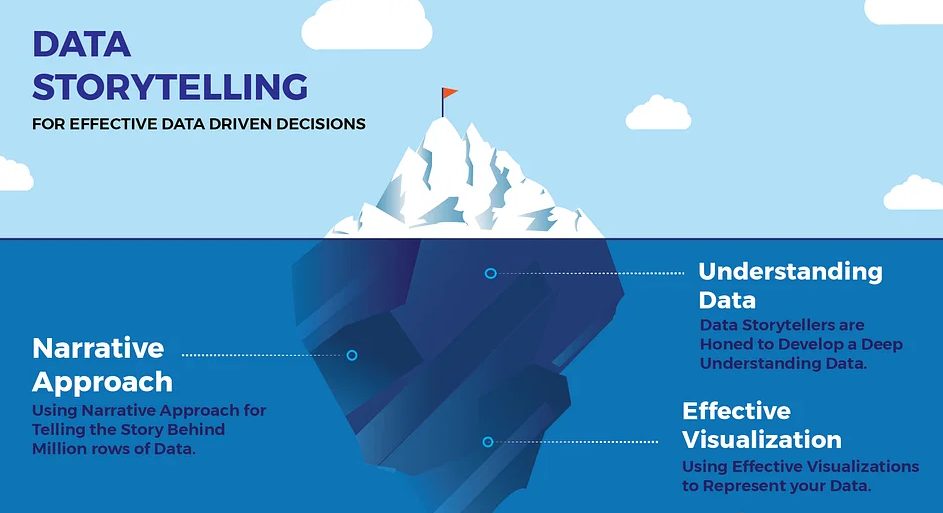 DATA
STORYTELLING
FOR EFFECTIVE DATA DRIVEN DECISIONS
Understanding
Data
Data Storytellers are
Honed to Develop a Deep
Understanding Data.
Narrative
Approach
Using Narrative Approach for
Telling the Story Behind
Million rows of Data.
Effective
Visualization
Using Effective Visualizations
to Represent your Data.